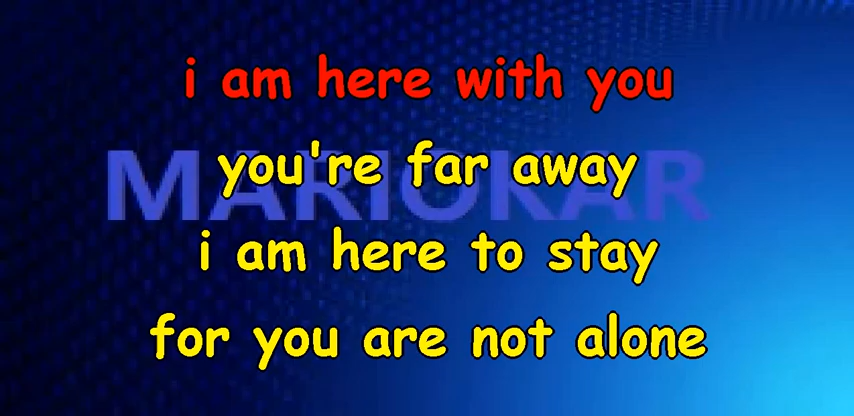 i am here with you
MARIOKAR
you're far away
i am here to stay
for you are not alone